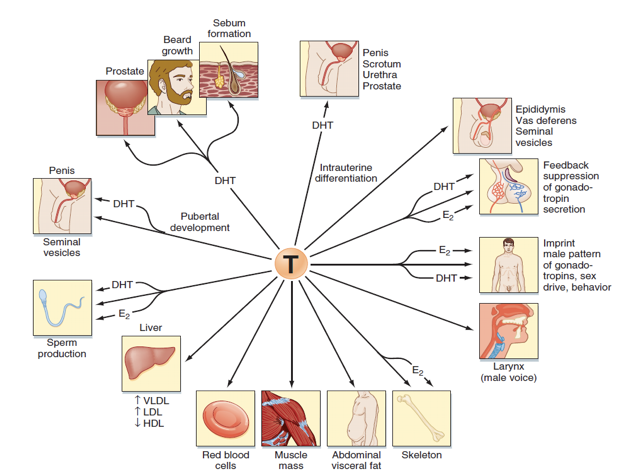 Sebum
formation
Beard
growth
Prostate
DHT
Penis
Scrotum
Urethra
Prostate
DHT
Intrauterine
differentiation
Epididymis
Vas deferens
Seminal
vesicles
Feedback
suppression
of gonado-
tropin
secretion
DHT
E2
Penis
DHT
Seminal
vesicles
Pubertal
development
T
E2
DHT
Imprint
male pattern
of gonado-
tropins, sex
drive, behavior
DHT
E2
Sperm
production
Liver
↑ VLDL
↑ LDL
↓ HDL
Larynx
(male voice)
E2
Red blood
cells
Muscle
mass
Abdominal
visceral fat
Skeleton